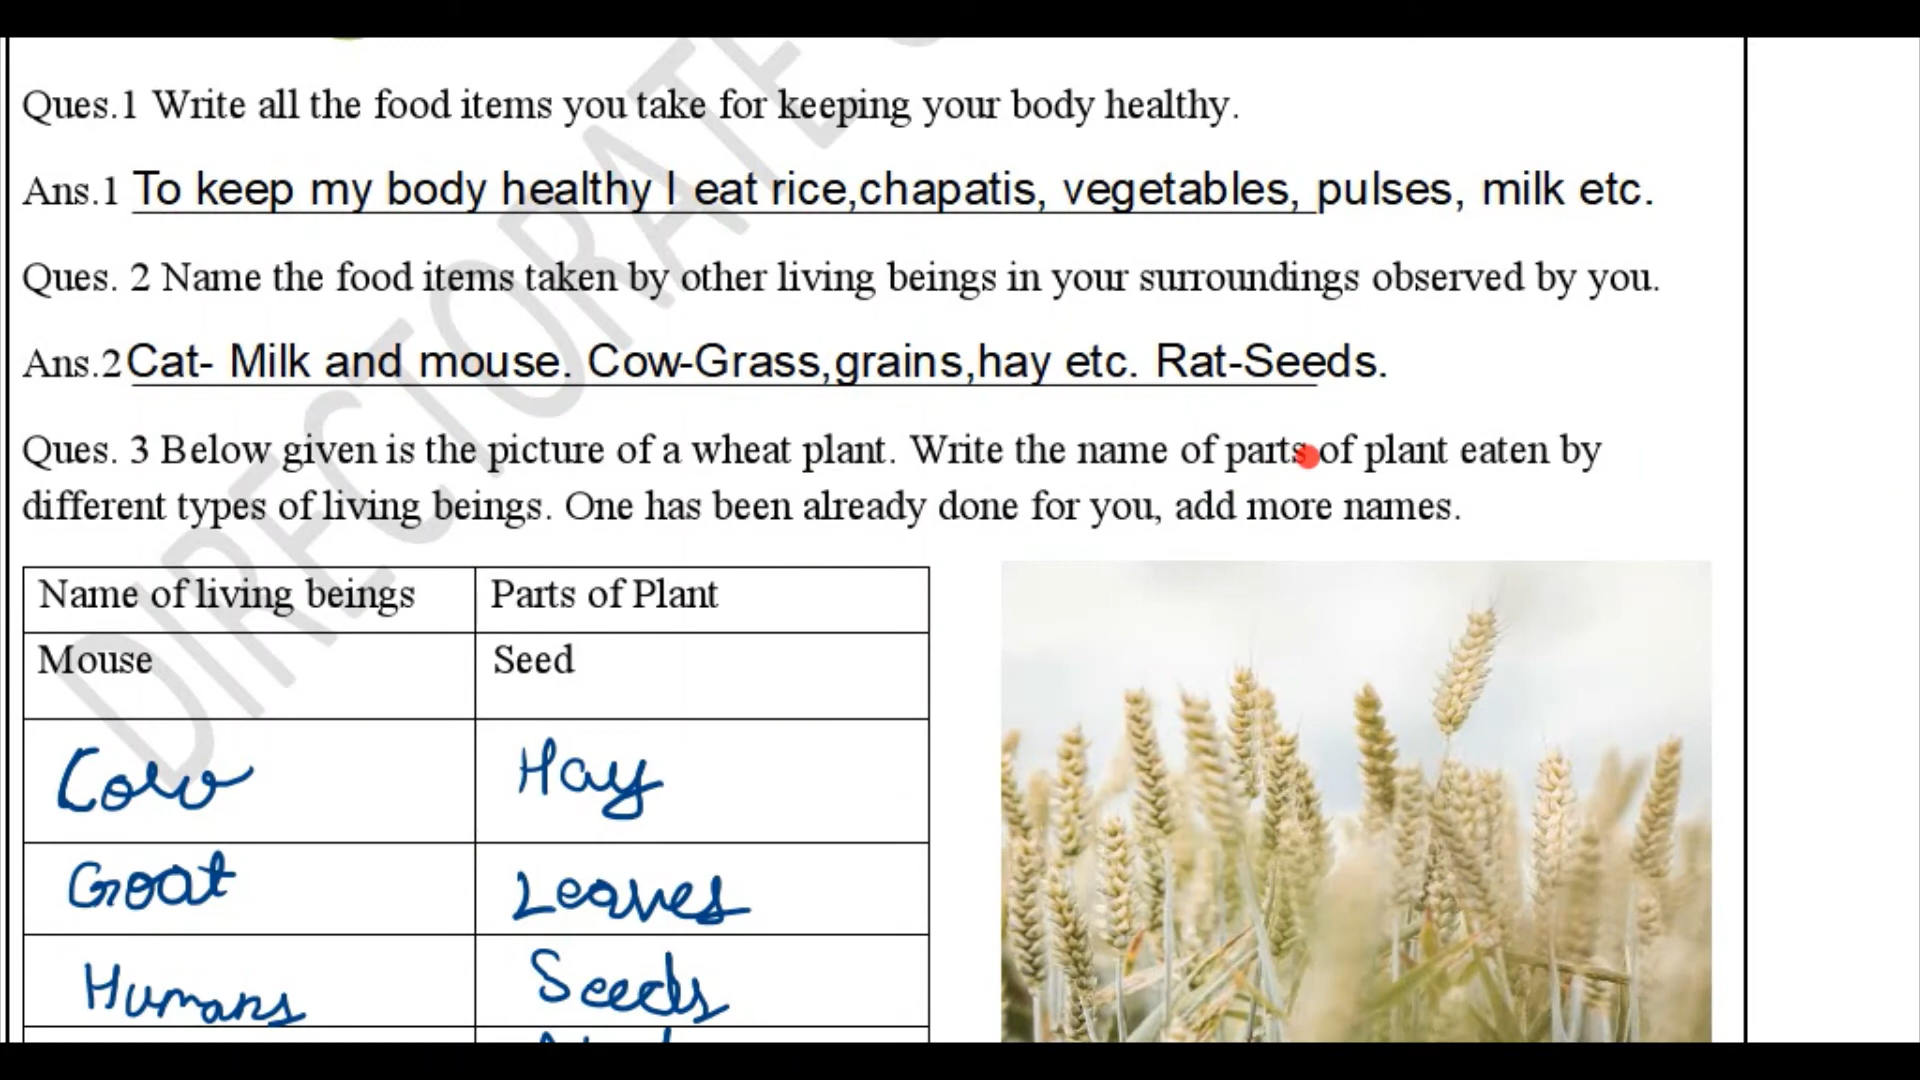 Ques.1 Write all the food items you take for keeping your body healthy.
Ans.1 To keep my body healthy I eat rice,chapatis, vegetables, pulses, milk etc.
Ques. 2 Name the food items taken by other living beings in your surroundings observed by you.
Ans.2 Cat- Milk and mouse. Cow-Grass,grains,hay etc. Rat-Seeds.
Ques. 3 Below given is the picture of a wheat plant. Write the name of parts of plant eaten by
different types of living beings. One has been already done for you, add more names.
Name of living beings Parts of Plant
Mouse Seed
Cow Hay
Goat Leaves
Humans Seeds
DIRECTORATE